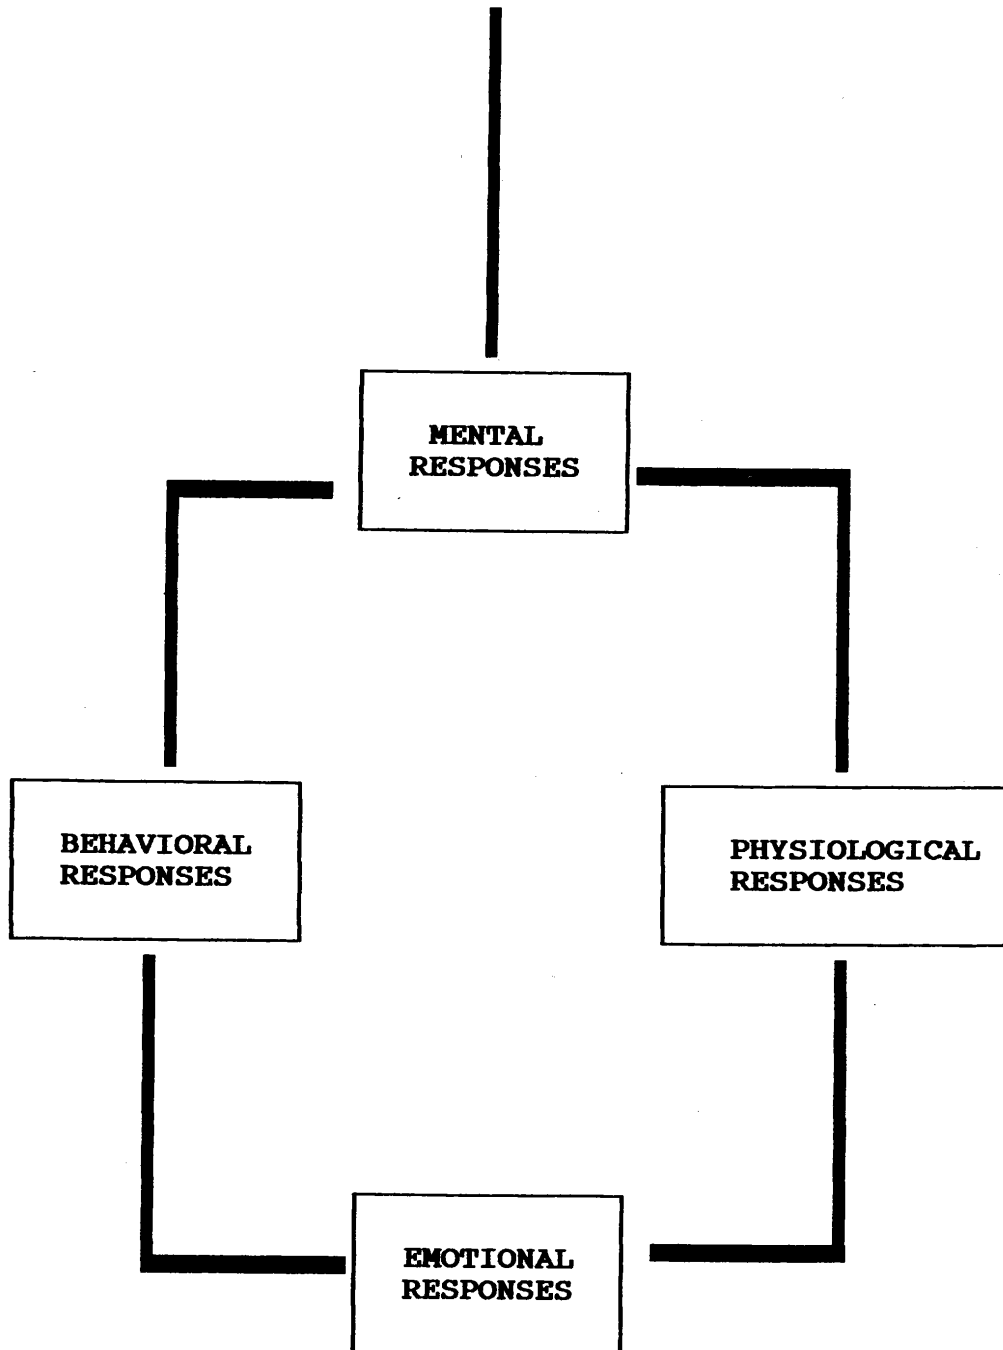 MENTAL
RESPONSES
BEHAVIORAL
RESPONSES
PHYSIOLOGICAL
RESPONSES
EMOTIONAL
RESPONSES